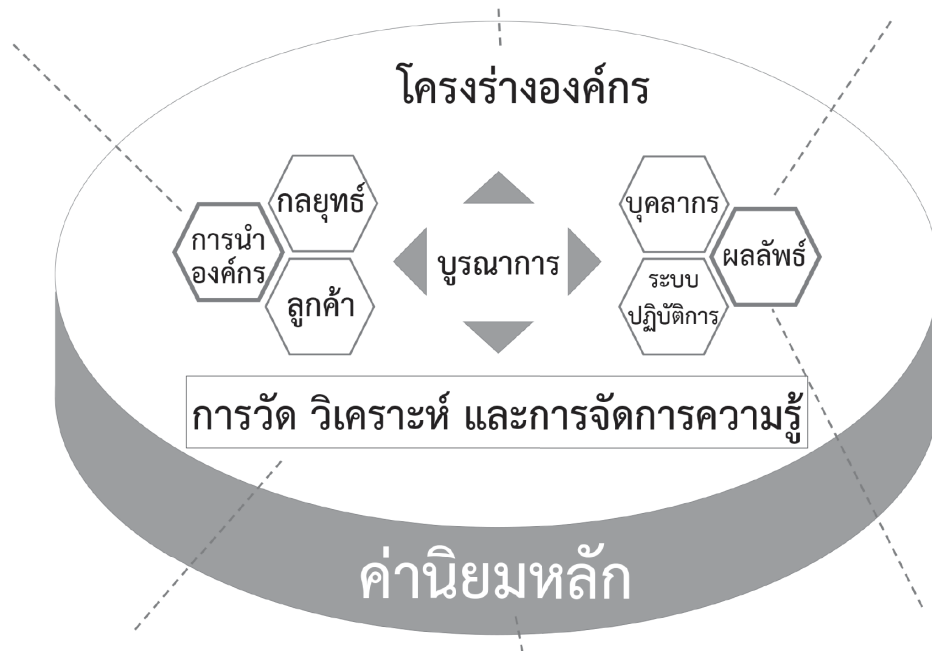 โครงร่างองค์กร
กลยุทธ์
การนำ
องค์กร
ลูกค้า
บูรณาการ
บุคลากร
ผลลัพธ์
ระบบ
ปฏิบัติการ
การวัด วิเคราะห์ และการจัดการความรู้
ค่านิยมหลัก